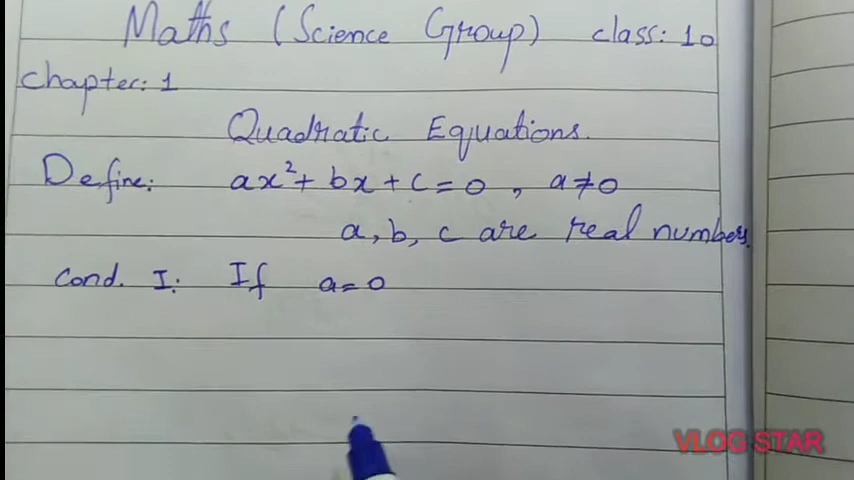 Maths (Science Group) class: 10
chapter: 1
Quadratic Equations.
Define: ax²+ bx + c = 0 , a ≠ 0
a, b, c are real numbers.
Cond. I: If a = 0
VLOG STAR